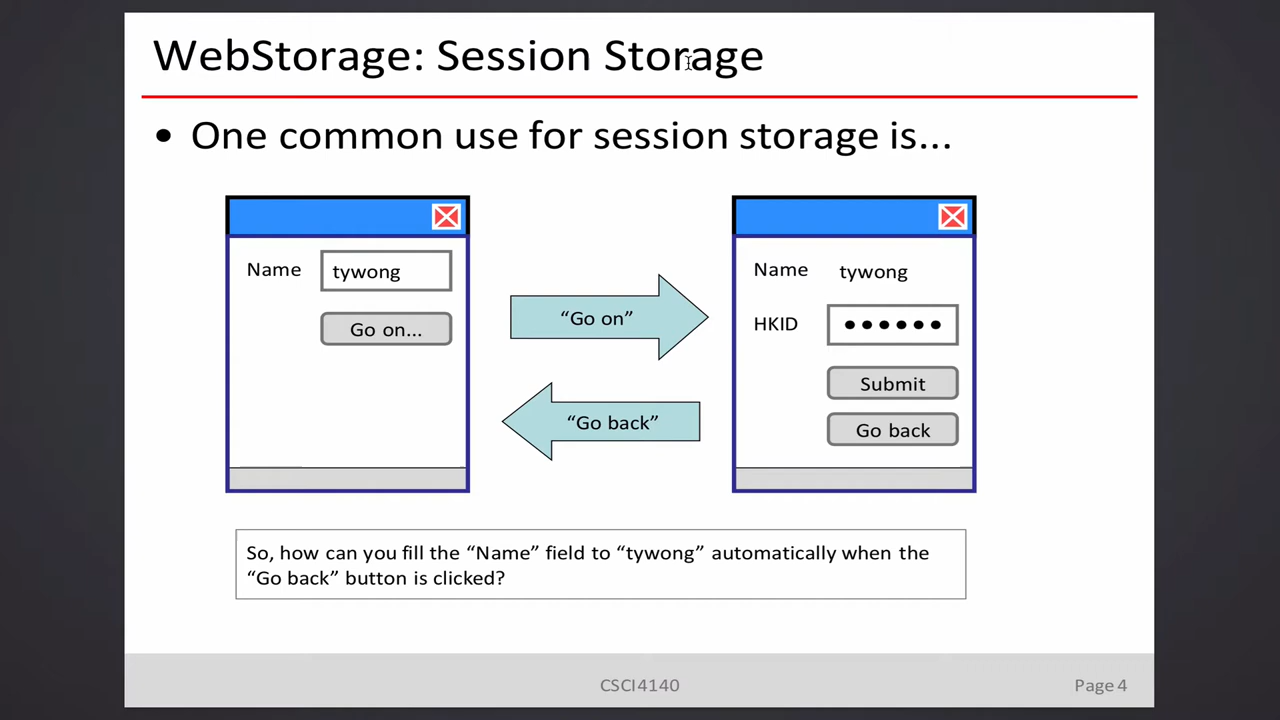 WebStorage: Session Storage
• One common use for session storage is...
Name tywong
Go on...
“Go on”
“Go back”
Name tywong
HKID ●●●●●●
Submit
Go back
So, how can you fill the “Name” field to “tywong” automatically when the
“Go back” button is clicked?
CSCI4140
Page 4